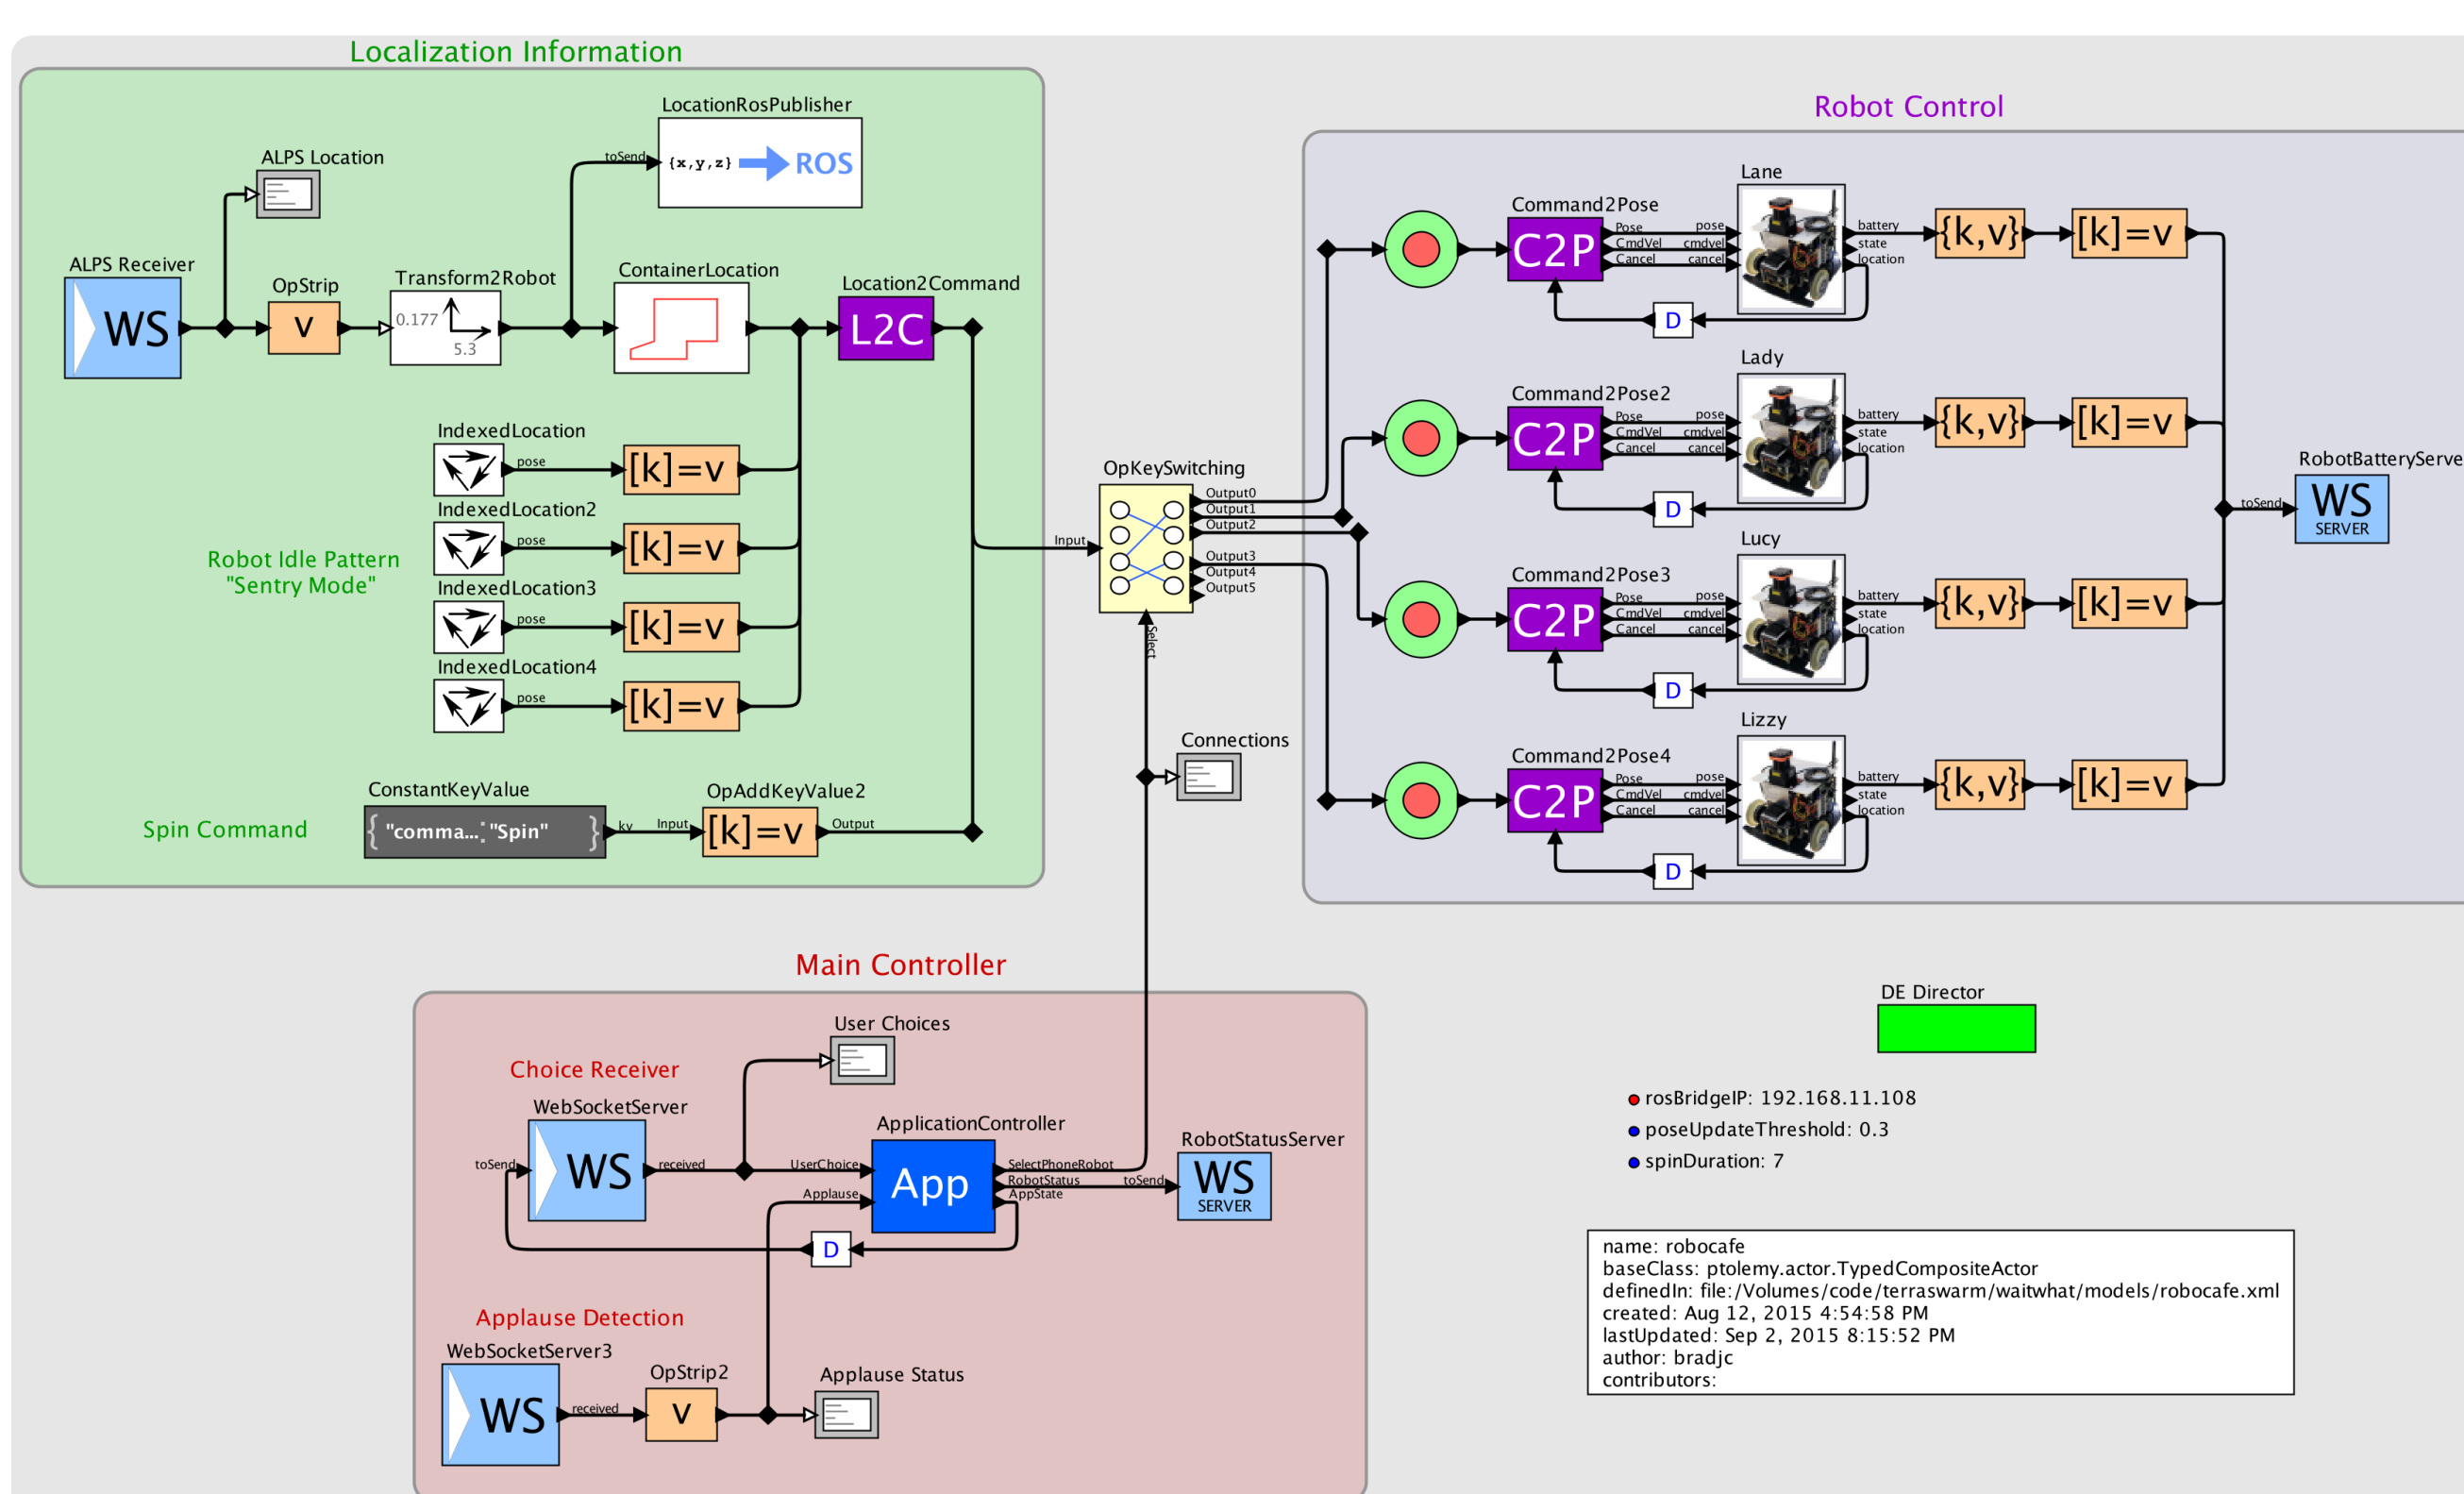 Localization Information
LocationRosPublisher
toSend
{x,y,z}
ROS
ALPS Location
ALPS Receiver
WS
OpStrip
v
Transform2Robot
0.177
5.3
ContainerLocation
Location2Command
L2C
IndexedLocation
pose
[k]=v
IndexedLocation2
pose
[k]=v
Robot Idle Pattern
"Sentry Mode"
IndexedLocation3
pose
[k]=v
IndexedLocation4
pose
[k]=v
Spin Command
ConstantKeyValue
{ "comma...: "Spin" }
kv
OpAddKeyValue2
Input
[k]=v
Output
OpKeySwitching
Input
Output0
Output1
Output2
Output3
Output4
Output5
Select
Connections
Robot Control
Command2Pose
C2P
Pose
CmdVel
Cancel
Lane
pose
cmdvel
cancel
battery
state
location
{k,v}
[k]=v
D
Command2Pose2
C2P
Pose
CmdVel
Cancel
Lady
pose
cmdvel
cancel
battery
state
location
{k,v}
[k]=v
D
Command2Pose3
C2P
Pose
CmdVel
Cancel
Lucy
pose
cmdvel
cancel
battery
state
location
{k,v}
[k]=v
D
Command2Pose4
C2P
Pose
CmdVel
Cancel
Lizzy
pose
cmdvel
cancel
battery
state
location
{k,v}
[k]=v
D
RobotBatteryServe
toSend
WS
SERVER
Main Controller
User Choices
Choice Receiver
WebSocketServer
toSend
WS
received
ApplicationController
UserChoice
Applause
App
SelectPhoneRobot
RobotStatus
AppState
toSend
RobotStatusServer
WS
SERVER
D
Applause Detection
WebSocketServer3
WS
received
OpStrip2
v
Applause Status
DE Director
rosBridgeIP: 192.168.11.108
poseUpdateThreshold: 0.3
spinDuration: 7
name: robocafe
baseClass: ptolemy.actor.TypedCompositeActor
definedIn: file:/Volumes/code/terraswarm/waitwhat/models/robocafe.xml
created: Aug 12, 2015 4:54:58 PM
lastUpdated: Sep 2, 2015 8:15:52 PM
author: bradjc
contributors: